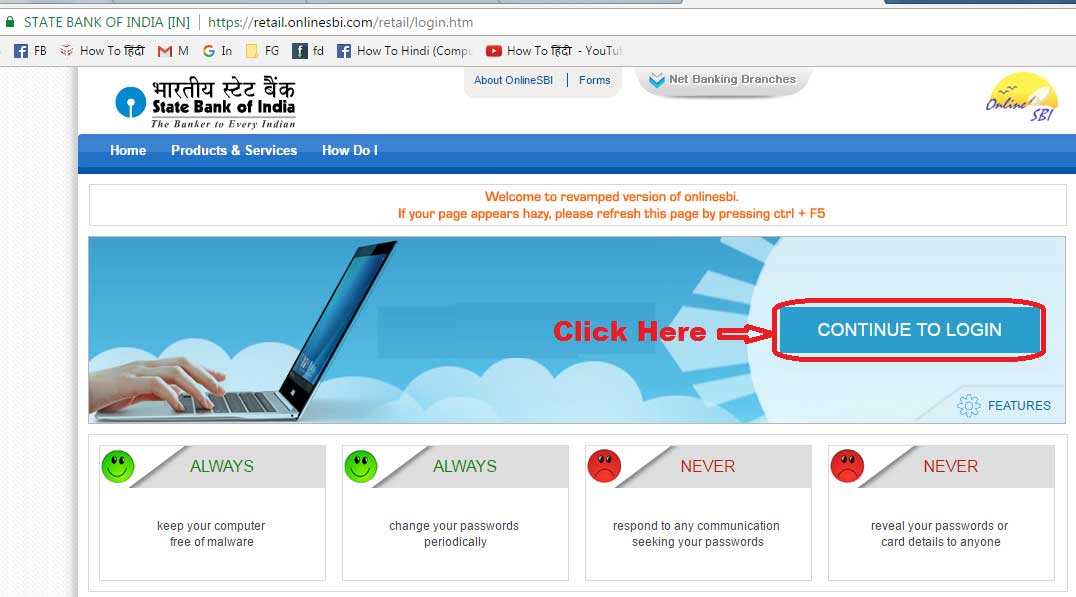 STATE BANK OF INDIA [IN] https://retail.onlinesbi.com/retail/login.htm
FB How To हिंदी M G In FG fd How To Hindi (Compu How To हिंदी - YouTu
About OnlineSBI Forms Net Banking Branches
भारतीय स्टेट बैंक
State Bank of India
The Banker to Every Indian
Online SBI
Home Products & Services How Do I
Welcome to revamped version of onlinesbi.
If your page appears hazy, please refresh this page by pressing ctrl + F5
Click Here CONTINUE TO LOGIN
FEATURES
ALWAYS
keep your computer
free of malware
ALWAYS
change your passwords
periodically
NEVER
respond to any communication
seeking your passwords
NEVER
reveal your passwords or
card details to anyone